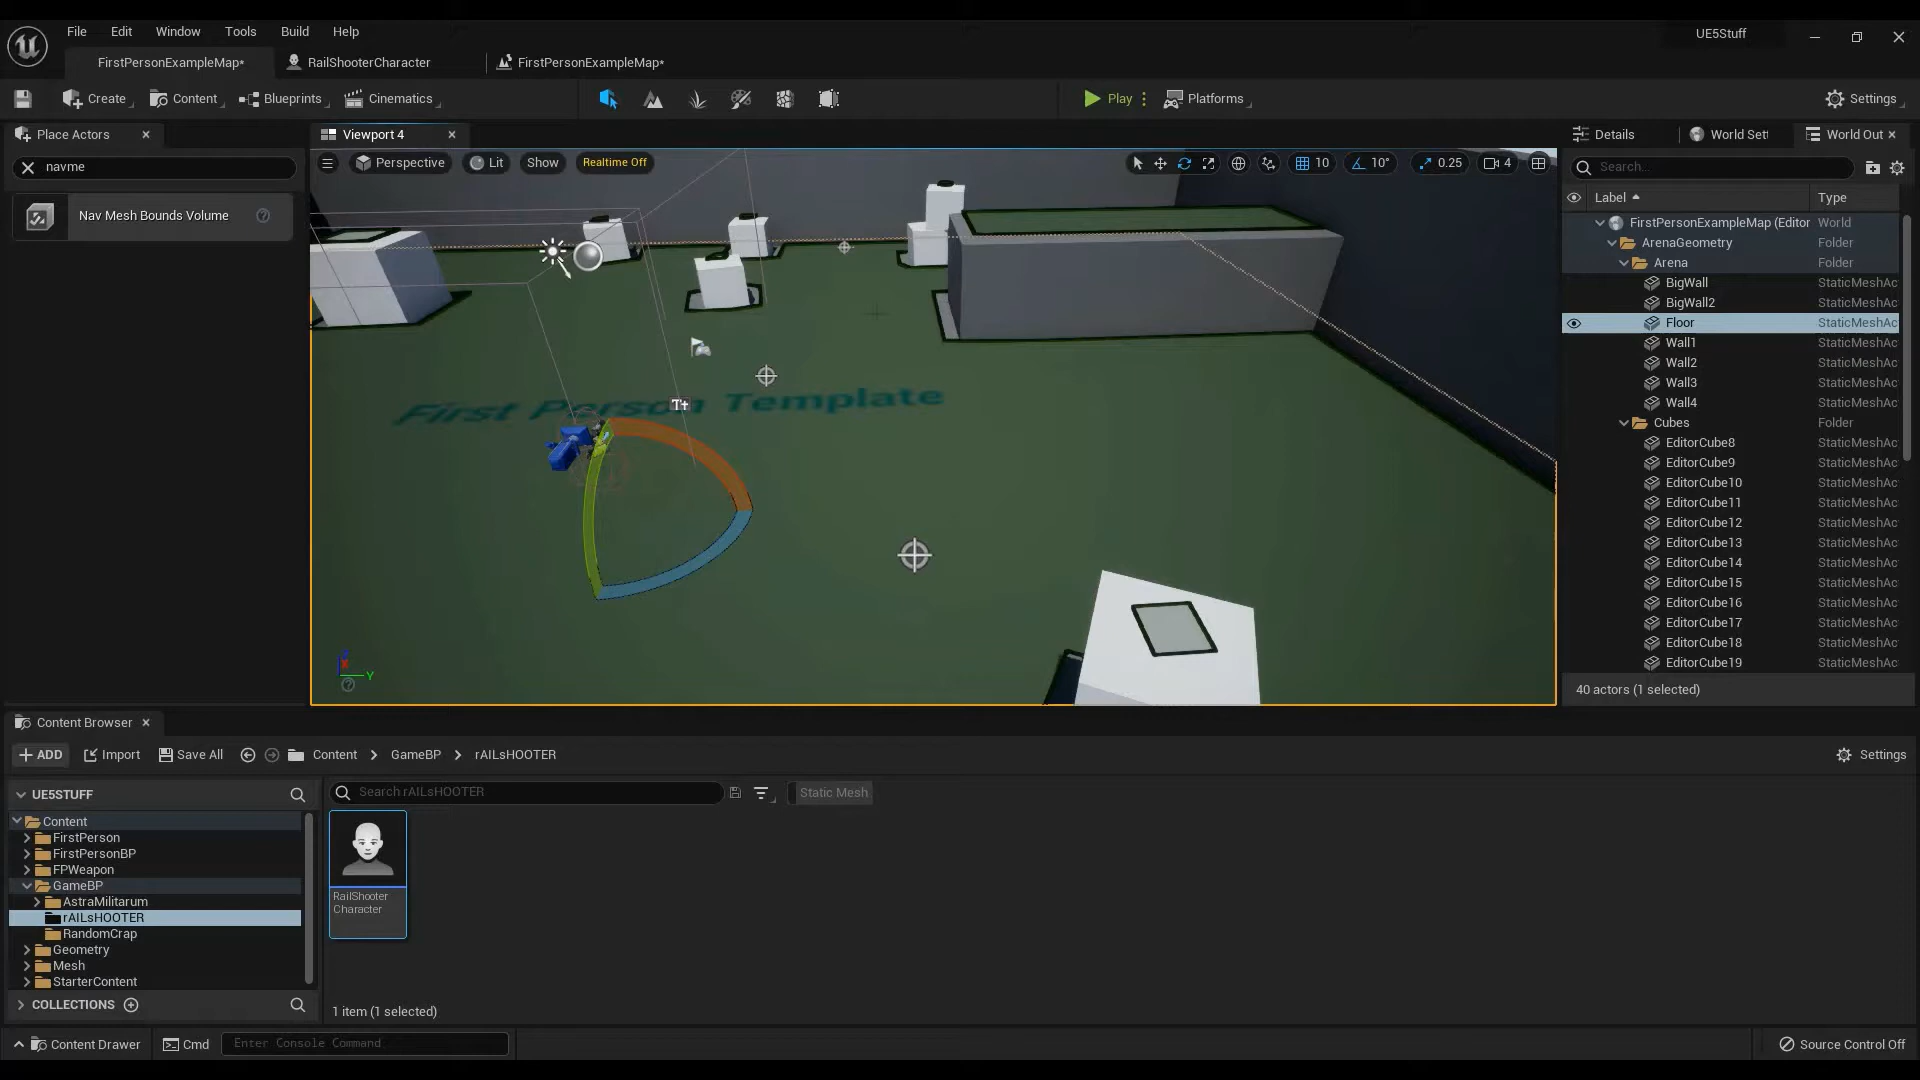 File Edit Window Tools Build Help
UE5Stuff
FirstPersonExampleMap* RailShooterCharacter FirstPersonExampleMap*
Create Content Blueprints Cinematics Play Platforms Settings
Place Actors
navme
Nav Mesh Bounds Volume
Viewport 4
Perspective Lit Show Realtime Off 10 10° 0.25 4
First Person Template
Y
Details World Set World Out
Search...
Label Type
FirstPersonExampleMap (Editor World
ArenaGeometry Folder
Arena Folder
BigWall StaticMeshAc
BigWall2 StaticMeshAc
Floor StaticMeshAc
Wall1 StaticMeshAc
Wall2 StaticMeshAc
Wall3 StaticMeshAc
Wall4 StaticMeshAc
Cubes Folder
EditorCube8 StaticMeshAc
EditorCube9 StaticMeshAc
EditorCube10 StaticMeshAc
EditorCube11 StaticMeshAc
EditorCube12 StaticMeshAc
EditorCube13 StaticMeshAc
EditorCube14 StaticMeshAc
EditorCube15 StaticMeshAc
EditorCube16 StaticMeshAc
EditorCube17 StaticMeshAc
EditorCube18 StaticMeshAc
EditorCube19 StaticMeshAc
40 actors (1 selected)
Content Browser
ADD Import Save All Content GameBP rAILsHOOTER Settings
UE5STUFF
Content
FirstPerson
FirstPersonBP
FPWeapon
GameBP
AstraMilitarum
rAILsHOOTER
RandomCrap
Geometry
Mesh
StarterContent
COLLECTIONS
Search rAILsHOOTER Static Mesh
RailShooter
Character
1 item (1 selected)
Content Drawer Cmd Enter Console Command Source Control Off